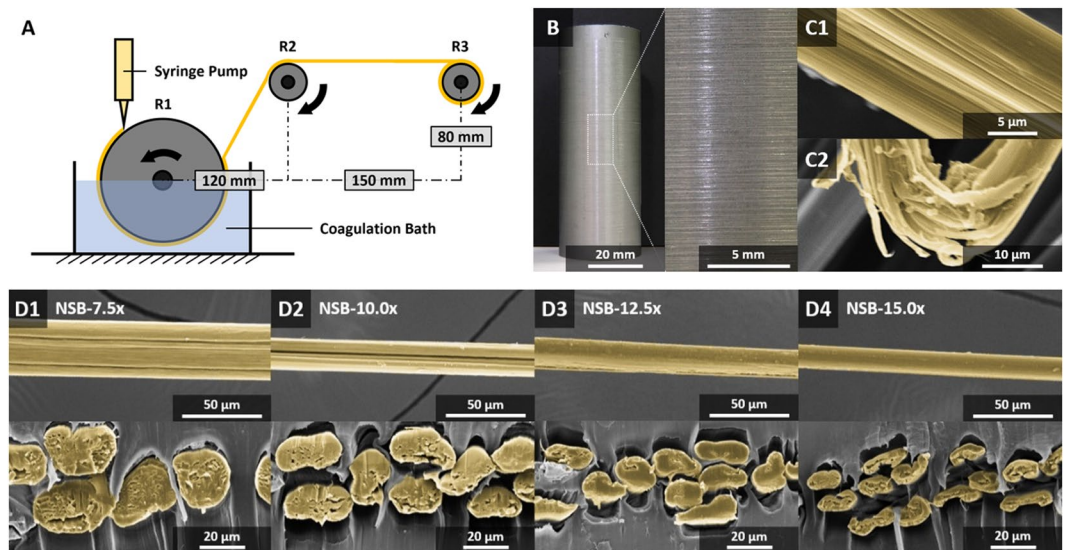 A
Syringe Pump
R1
R2
R3
80 mm
120 mm
150 mm
Coagulation Bath
B
20 mm
5 mm
C1
5 µm
C2
10 µm
D1 NSB-7.5x
50 µm
20 µm
D2 NSB-10.0x
50 µm
20 µm
D3 NSB-12.5x
50 µm
20 µm
D4 NSB-15.0x
50 µm
20 µm